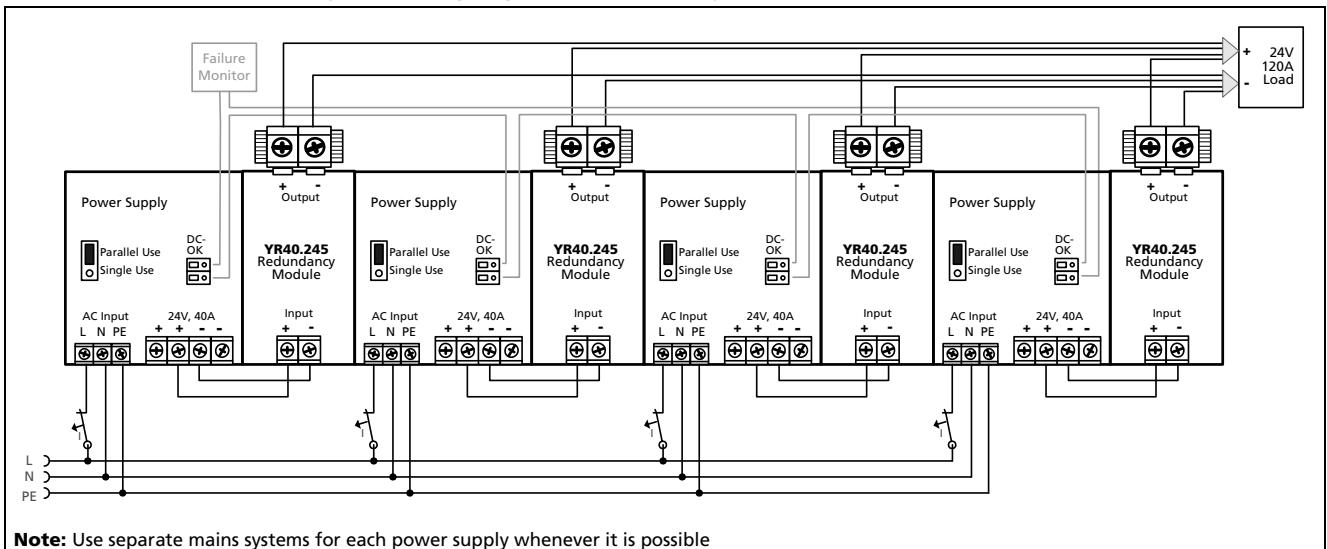 Failure
Monitor
+ 24V
120A
- Load
Power Supply
Parallel Use
Single Use
DC-
OK
AC Input
L N PE
24V, 40A
+ + - -
+ -
Output
YR40.245
Redundancy
Module
Input
+ -
Power Supply
Parallel Use
Single Use
DC-
OK
AC Input
L N PE
24V, 40A
+ + - -
+ -
Output
YR40.245
Redundancy
Module
Input
+ -
Power Supply
Parallel Use
Single Use
DC-
OK
AC Input
L N PE
24V, 40A
+ + - -
+ -
Output
YR40.245
Redundancy
Module
Input
+ -
Power Supply
Parallel Use
Single Use
DC-
OK
AC Input
L N PE
24V, 40A
+ + - -
+ -
Output
YR40.245
Redundancy
Module
Input
+ -
I
I
I
I
L
N
PE
Note: Use separate mains systems for each power supply whenever it is possible